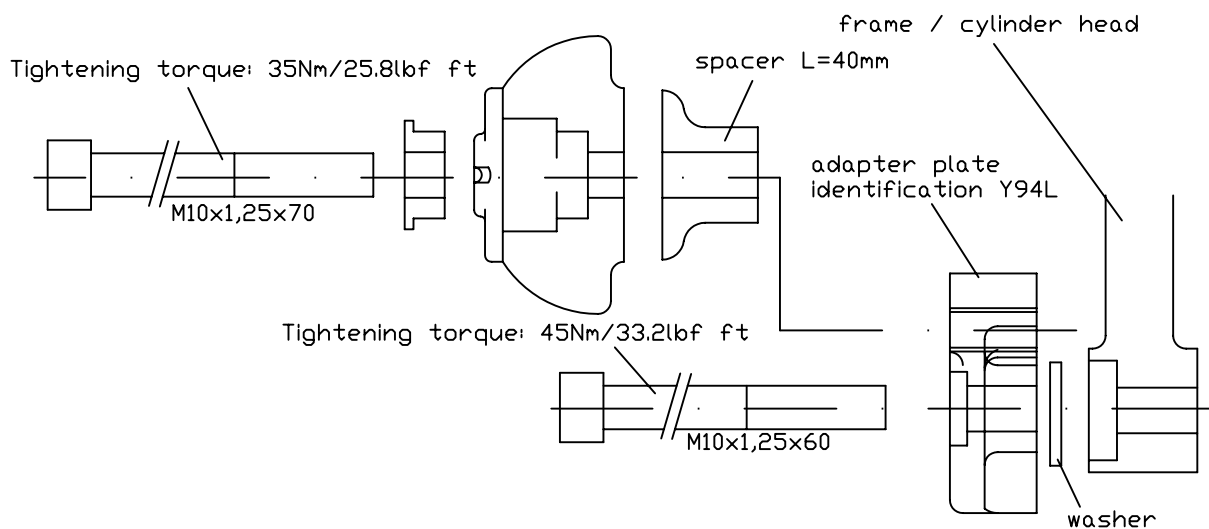 frame / cylinder head
Tightening torque: 35Nm/25.8lbf ft
spacer L=40mm
adapter plate
identification Y94L
M10x1,25x70
Tightening torque: 45Nm/33.2lbf ft
M10x1,25x60
washer